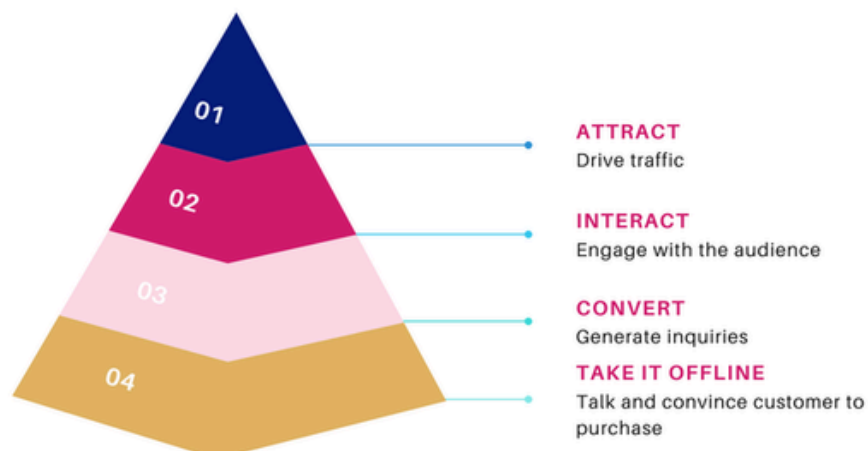 01
ATTRACT
Drive traffic
02
INTERACT
Engage with the audience
03
CONVERT
Generate inquiries
04
TAKE IT OFFLINE
Talk and convince customer to
purchase